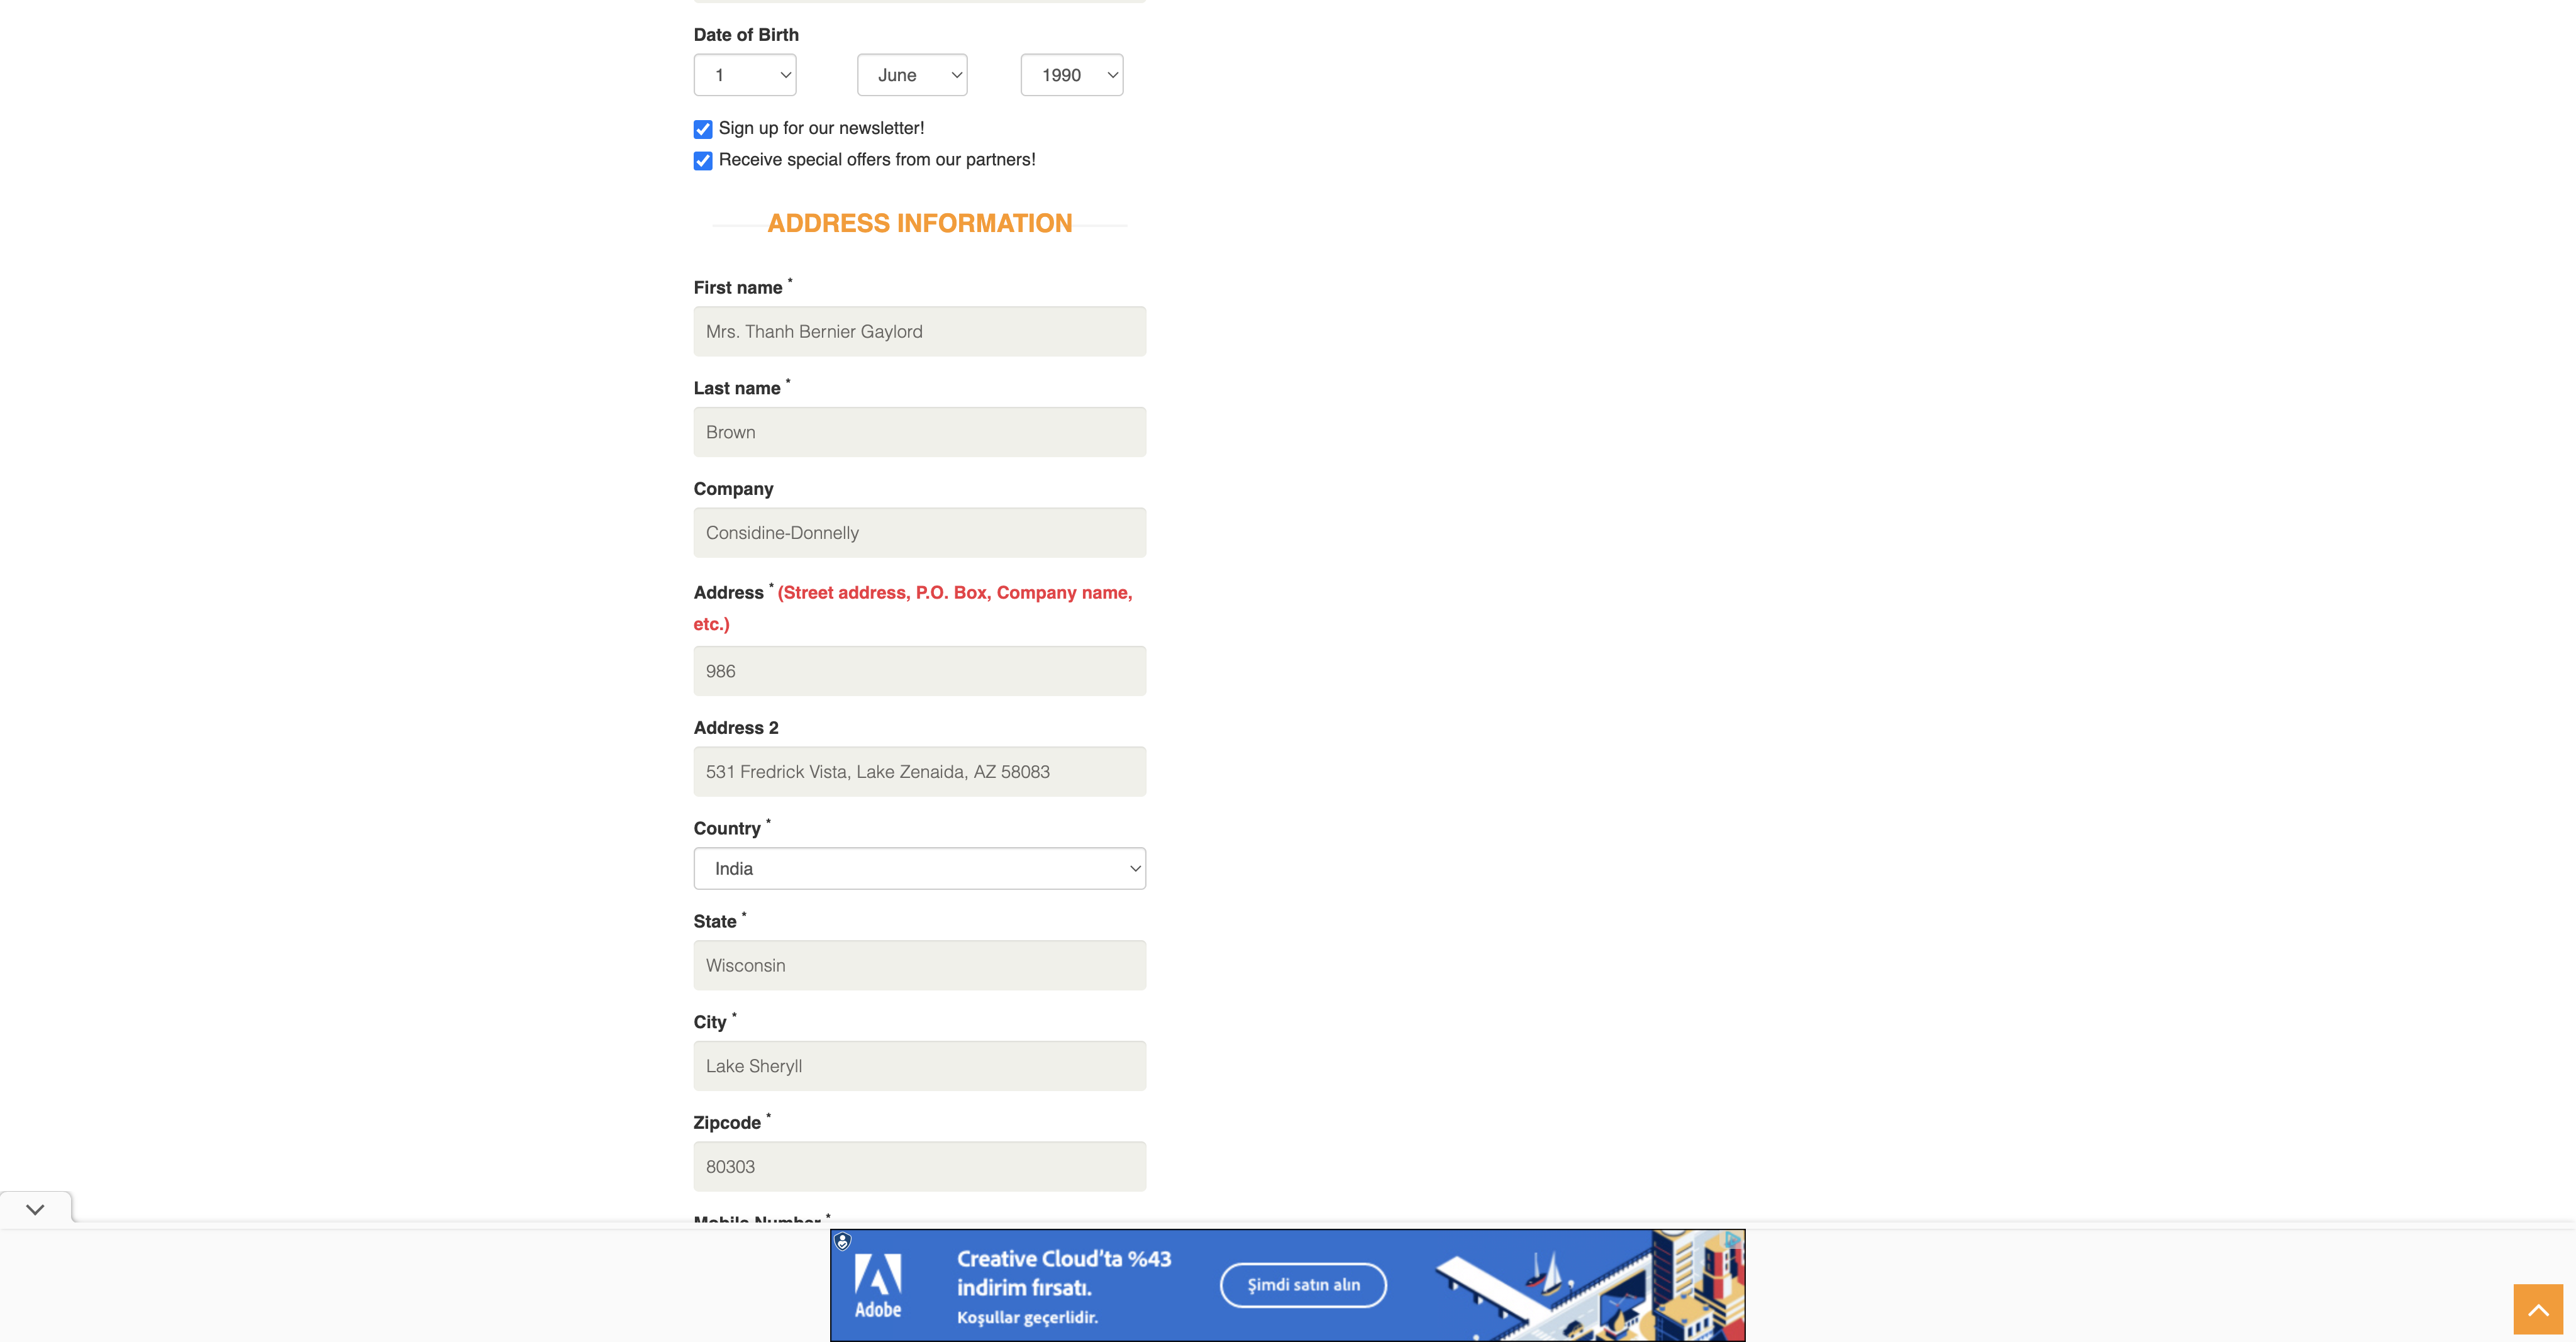 Date of Birth
1 June 1990
Sign up for our newsletter!
Receive special offers from our partners!
ADDRESS INFORMATION
First name *
Mrs. Thanh Bernier Gaylord
Last name *
Brown
Company
Considine-Donnelly
Address * (Street address, P.O. Box, Company name,
etc.)
986
Address 2
531 Fredrick Vista, Lake Zenaida, AZ 58083
Country *
India
State *
Wisconsin
City *
Lake Sheryll
Zipcode *
80303
Mobile Number *
Creative Cloud'ta %43
indirim fırsatı.
Koşullar geçerlidir.
Adobe
Şimdi satın alın